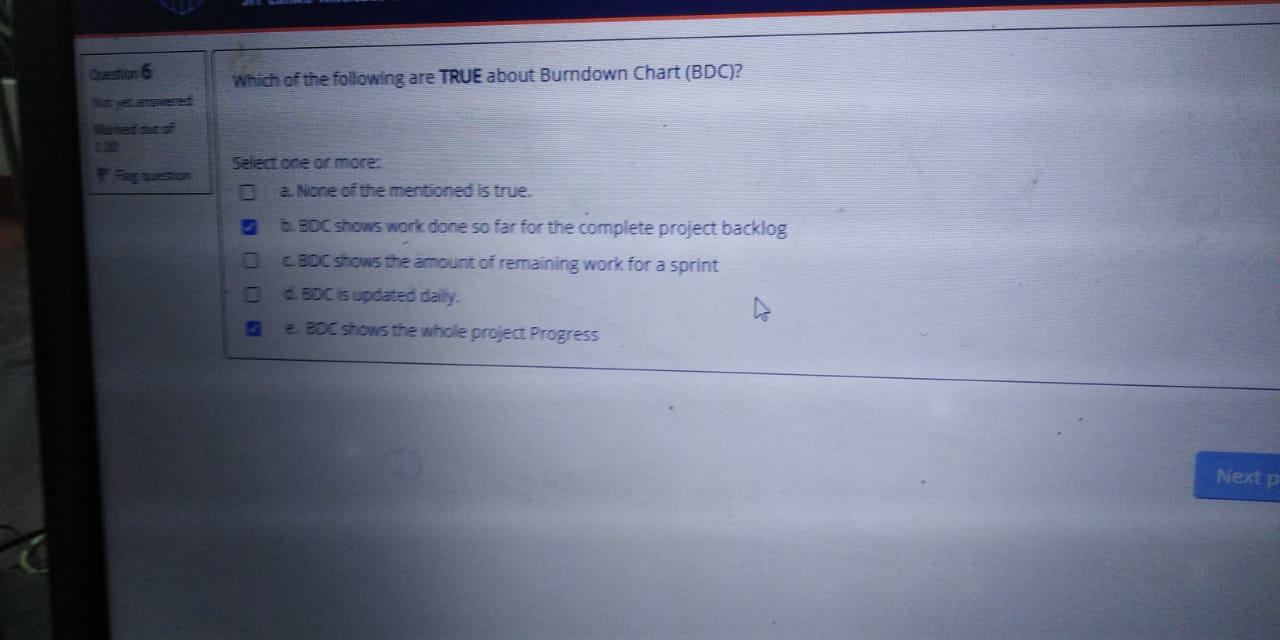 Question 6
Not yet answered
Marked out of
1.00
Flag question
Which of the following are TRUE about Burndown Chart (BDC)?
Select one or more:
a. None of the mentioned is true.
b. BDC shows work done so far for the complete project backlog
c. BDC shows the amount of remaining work for a sprint
d. BDC is updated daily.
e. BDC shows the whole project Progress
Next p